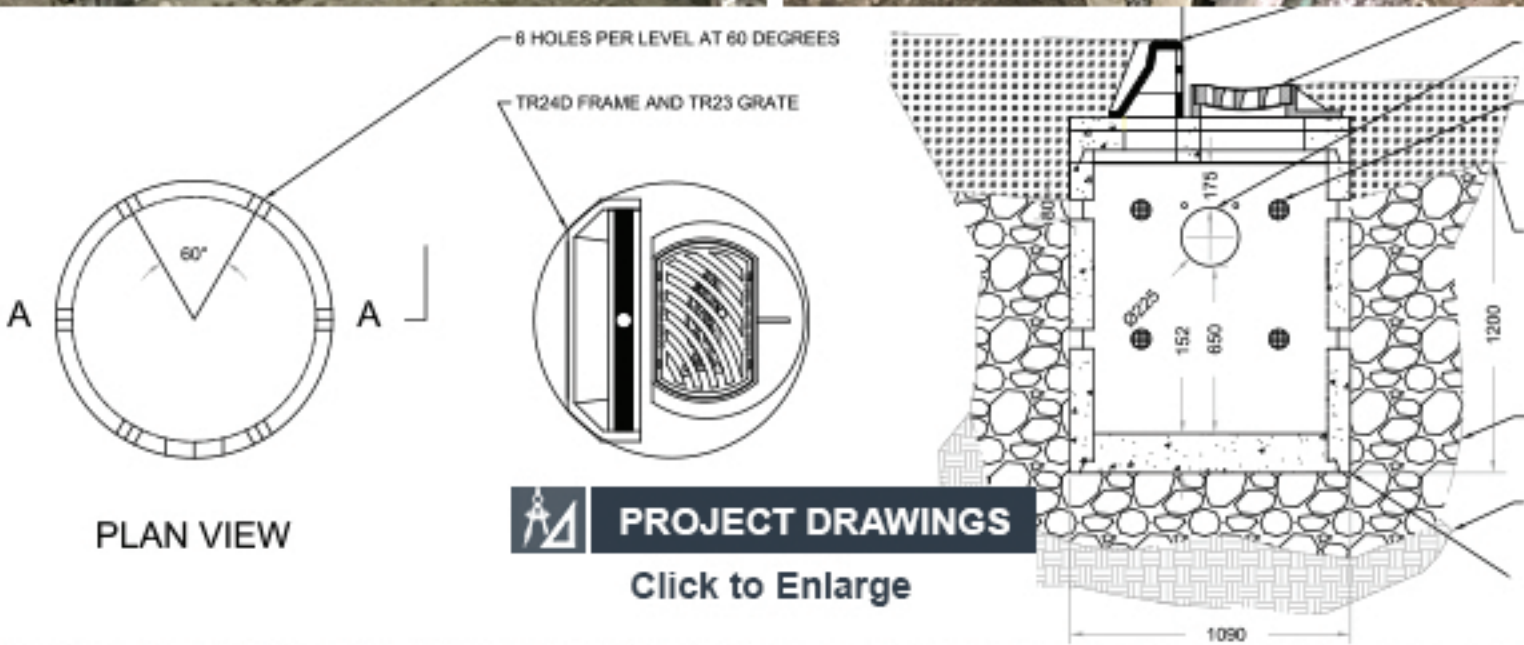 6 HOLES PER LEVEL AT 60 DEGREES
TR24D FRAME AND TR23 GRATE
60°
A
A
PLAN VIEW
PROJECT DRAWINGS
Click to Enlarge
175
80
Ø225
152
650
1200
1090